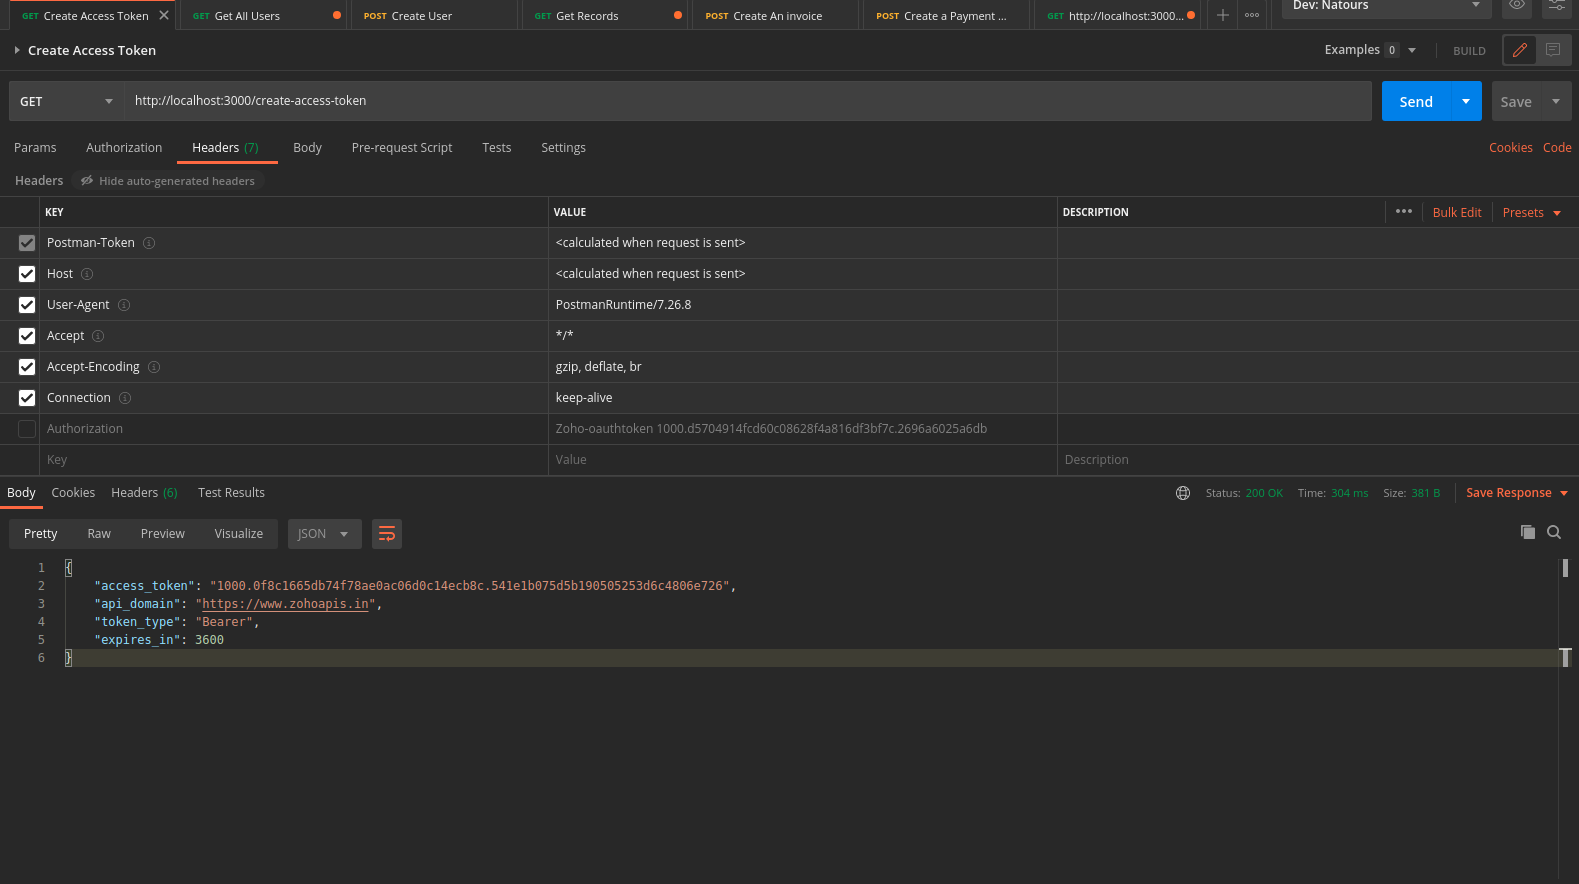 GET Create Access Token
GET Get All Users
POST Create User
GET Get Records
POST Create An invoice
POST Create a Payment ...
GET http://localhost:3000...
Dev: Natours
Create Access Token
Examples 0
BUILD
GET
http://localhost:3000/create-access-token
Send
Save
Params Authorization Headers (7) Body Pre-request Script Tests Settings
Cookies Code
Headers Hide auto-generated headers
KEY VALUE DESCRIPTION
Bulk Edit Presets
Postman-Token <calculated when request is sent>
Host <calculated when request is sent>
User-Agent PostmanRuntime/7.26.8
Accept */*
Accept-Encoding gzip, deflate, br
Connection keep-alive
Authorization Zoho-oauthtoken 1000.d5704914fcd60c08628f4a816df3bf7c.2696a6025a6db
Key Value Description
Body Cookies Headers (6) Test Results
Status: 200 OK Time: 304 ms Size: 381 B Save Response
Pretty Raw Preview Visualize JSON
1 {
2 "access_token": "1000.0f8c1665db74f78ae0ac06d0c14ecb8c.541e1b075d5b190505253d6c4806e726",
3 "api_domain": "https://www.zohoapis.in",
4 "token_type": "Bearer",
5 "expires_in": 3600
6 }